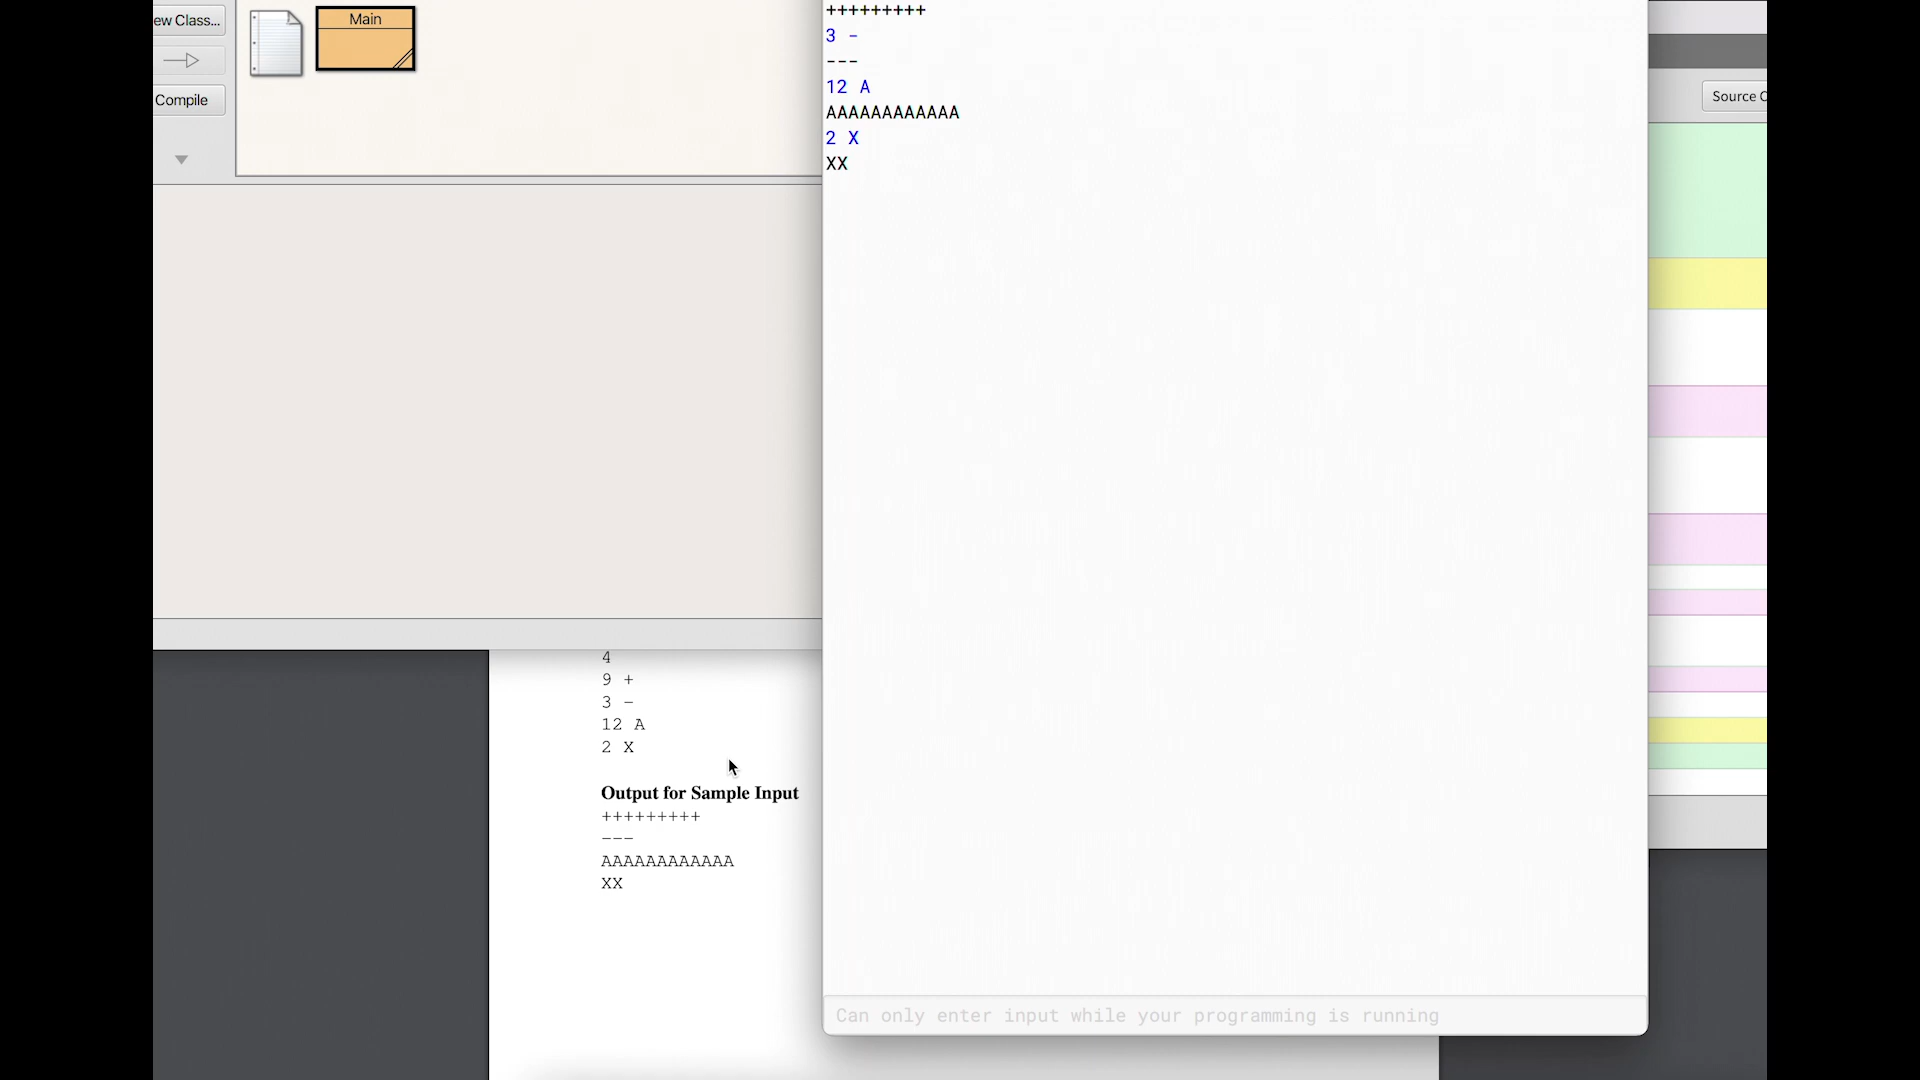 ew Class...
Compile
Main
+++++++++
3 -
---
12 A
AAAAAAAAAAAA
2 X
XX
Can only enter input while your programming is running
4
9 +
3 -
12 A
2 X
Output for Sample Input
+++++++++
---
AAAAAAAAAAAA
XX
Source C